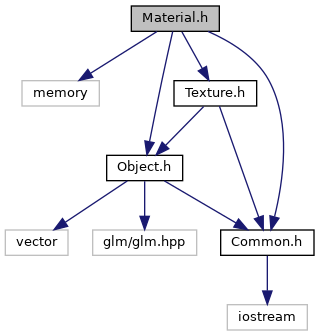 Material.h
memory
Texture.h
Object.h
vector
glm/glm.hpp
Common.h
iostream